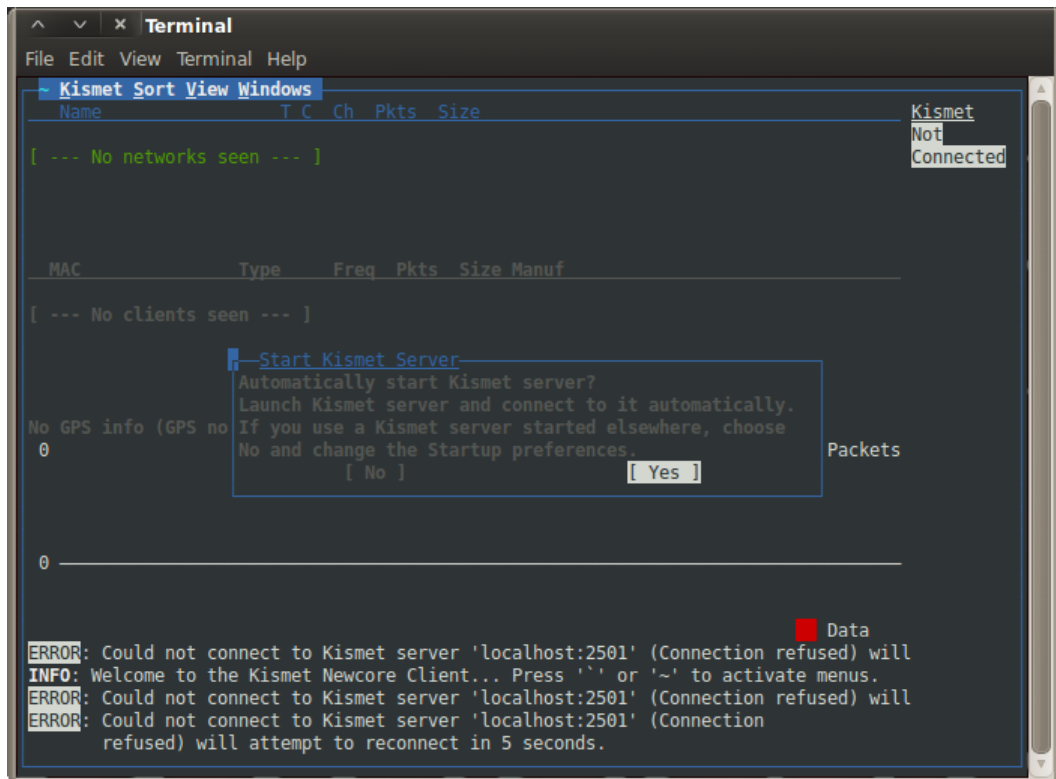 Terminal
File Edit View Terminal Help
~ Kismet Sort View Windows
Name T C Ch Pkts Size
Kismet
Not
Connected
[ --- No networks seen --- ]
MAC Type Freq Pkts Size Manuf
[ --- No clients seen --- ]
Start Kismet Server
Automatically start Kismet server?
Launch Kismet server and connect to it automatically.
No GPS info (GPS no If you use a Kismet server started elsewhere, choose
0 No and change the Startup preferences. Packets
[ No ] [ Yes ]
0
Data
ERROR: Could not connect to Kismet server 'localhost:2501' (Connection refused) will
INFO: Welcome to the Kismet Newcore Client... Press '`' or '~' to activate menus.
ERROR: Could not connect to Kismet server 'localhost:2501' (Connection refused) will
ERROR: Could not connect to Kismet server 'localhost:2501' (Connection
refused) will attempt to reconnect in 5 seconds.